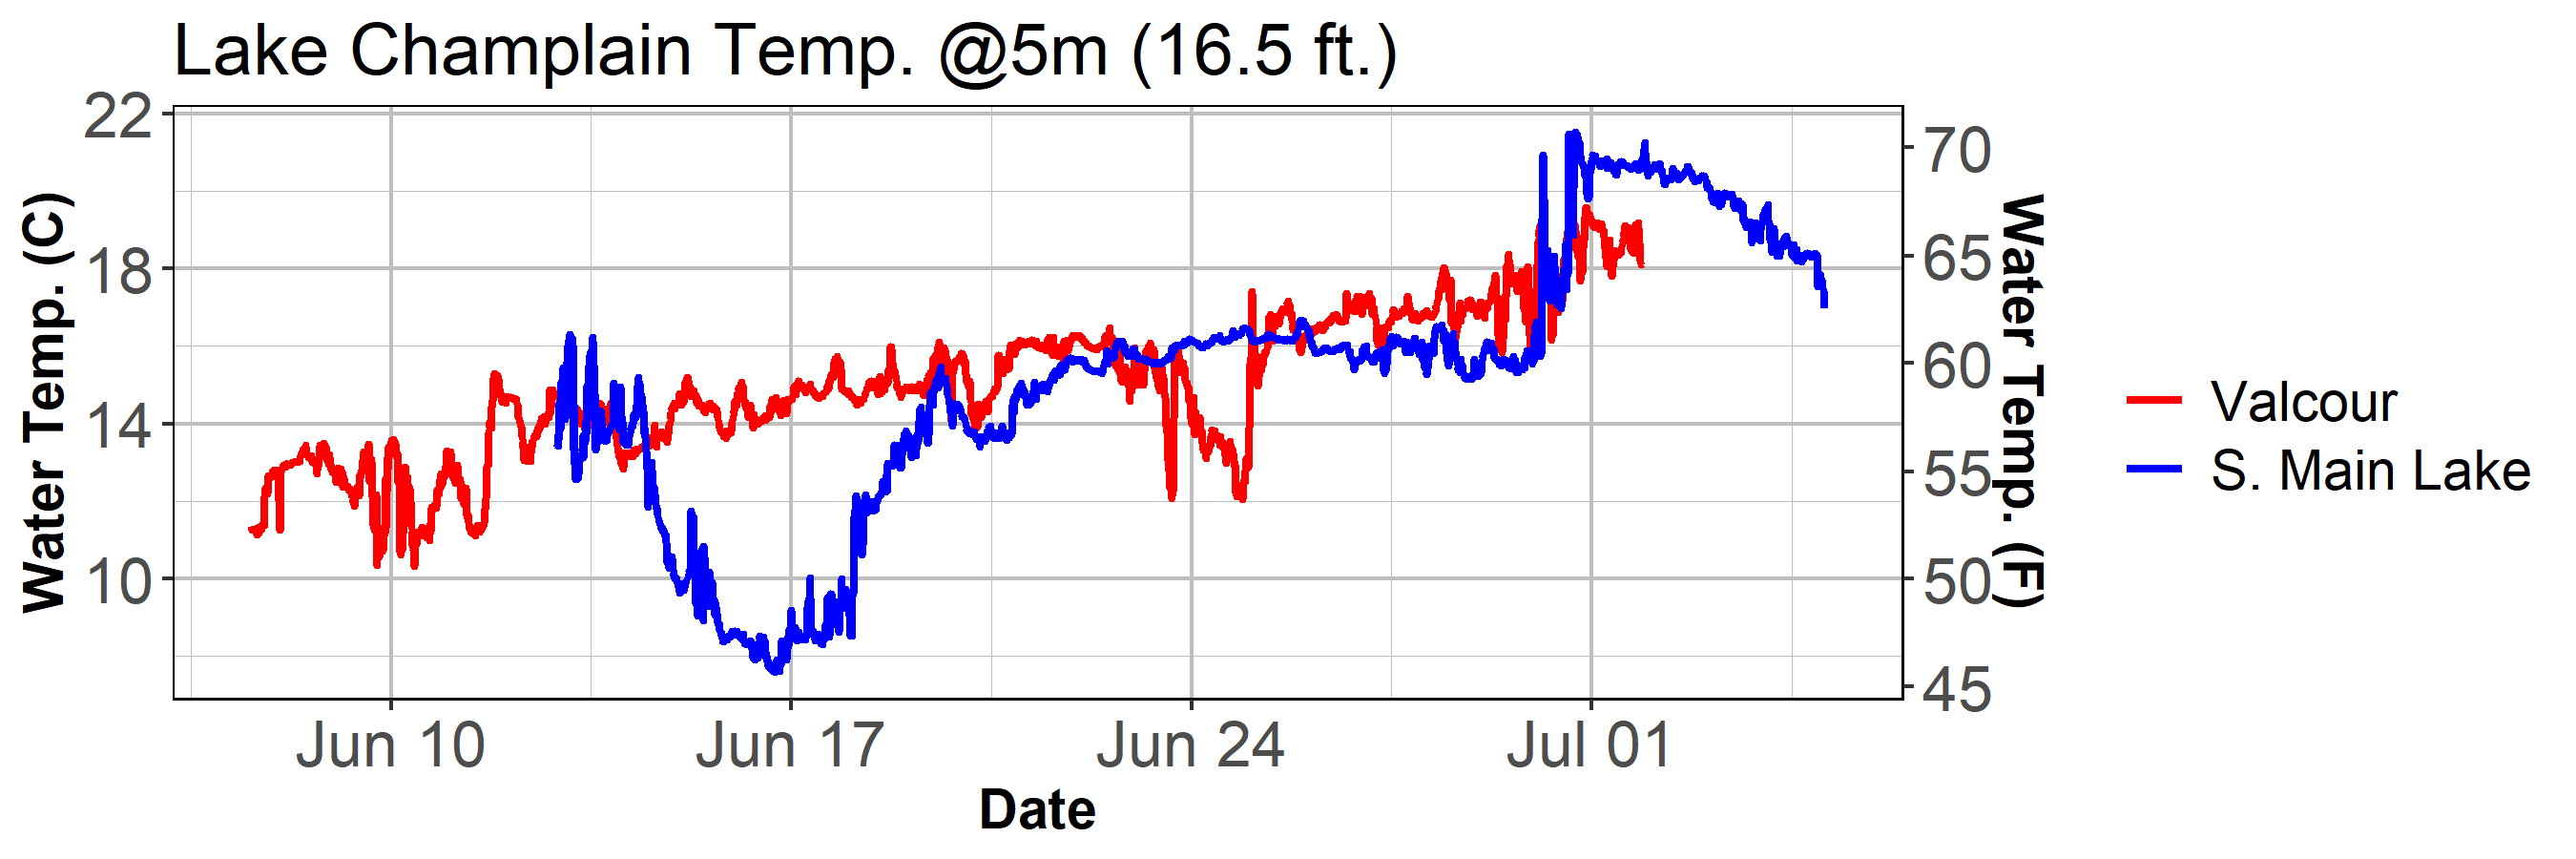 Lake Champlain Temp. @5m (16.5 ft.)
Water Temp. (C)
22
18
14
10
70
65
60
55
50
45
Water Temp. (F)
Jun 10
Jun 17
Jun 24
Jul 01
Date
Valcour
S. Main Lake